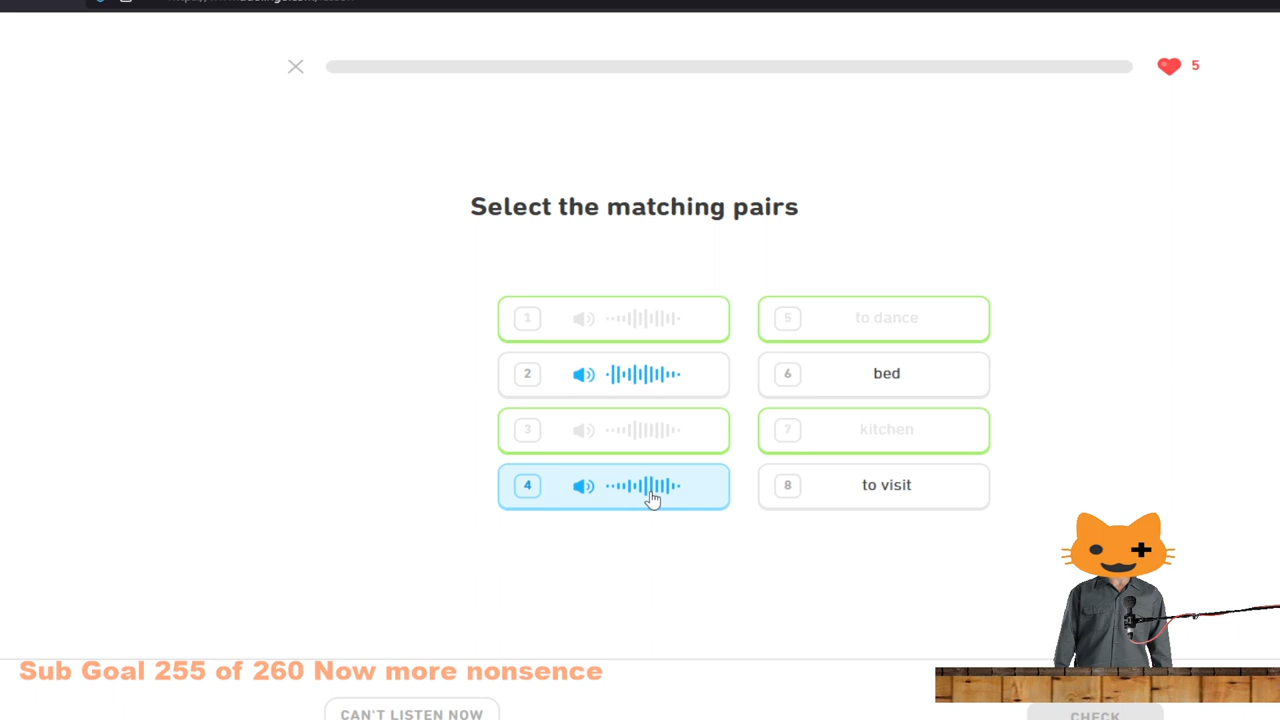 5
Select the matching pairs
1
5 to dance
2
6 bed
3
7 kitchen
4
8 to visit
Sub Goal 255 of 260 Now more nonsense
CAN'T LISTEN NOW
CHECK